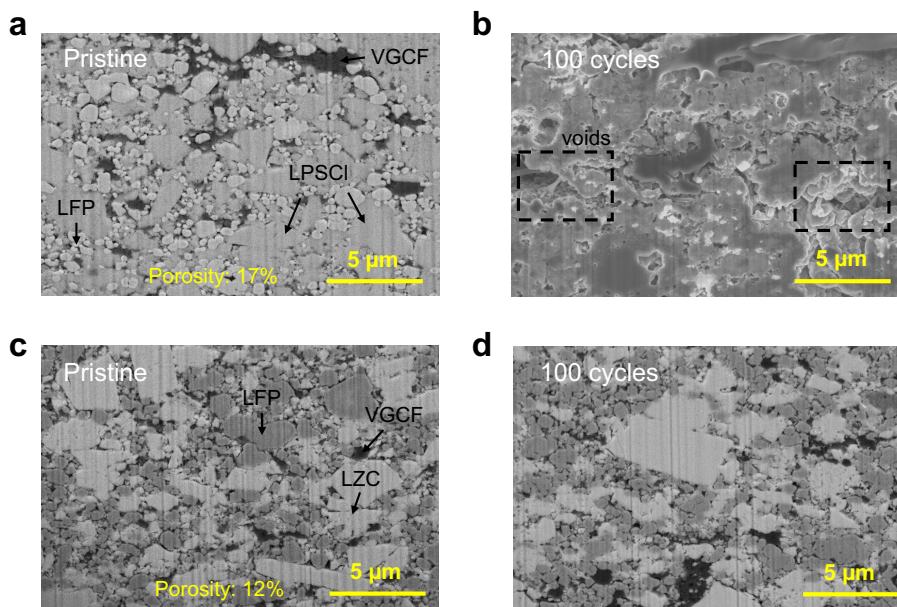 a
Pristine
VGCF
LPSCl
LFP
Porosity: 17%
5 µm
b
100 cycles
voids
5 µm
c
Pristine
LFP
VGCF
LZC
Porosity: 12%
5 µm
d
100 cycles
5 µm